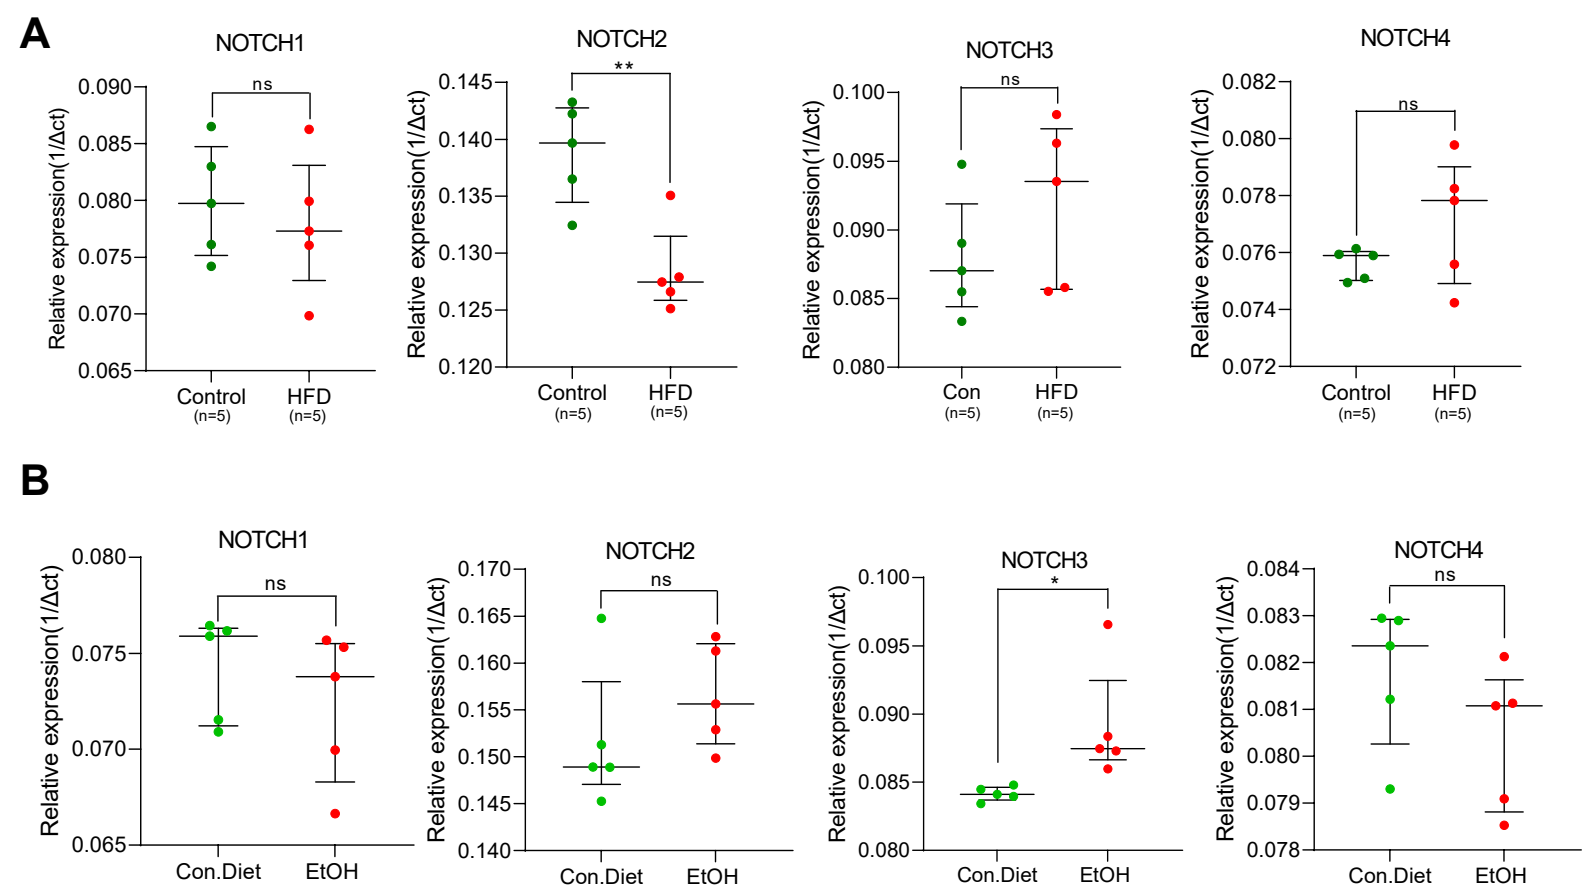 A
NOTCH1
ns
Relative expression(1/Δct)
0.090
0.085
0.080
0.075
0.070
0.065
Control
(n=5)
HFD
(n=5)
NOTCH2
**
Relative expression(1/Δct)
0.145
0.140
0.135
0.130
0.125
0.120
Control
(n=5)
HFD
(n=5)
NOTCH3
ns
Relative expression(1/Δct)
0.100
0.095
0.090
0.085
0.080
Con
(n=5)
HFD
(n=5)
NOTCH4
ns
Relative expression(1/Δct)
0.082
0.080
0.078
0.076
0.074
0.072
Control
(n=5)
HFD
(n=5)
B
NOTCH1
ns
Relative expression(1/Δct)
0.080
0.075
0.070
0.065
Con.Diet
EtOH
NOTCH2
ns
Relative expression(1/Δct)
0.170
0.165
0.160
0.155
0.150
0.145
0.140
Con.Diet
EtOH
NOTCH3
*
Relative expression(1/Δct)
0.100
0.095
0.090
0.085
0.080
Con.Diet
EtOH
NOTCH4
ns
Relative expression(1/Δct)
0.084
0.083
0.082
0.081
0.080
0.079
0.078
Con.Diet
EtOH